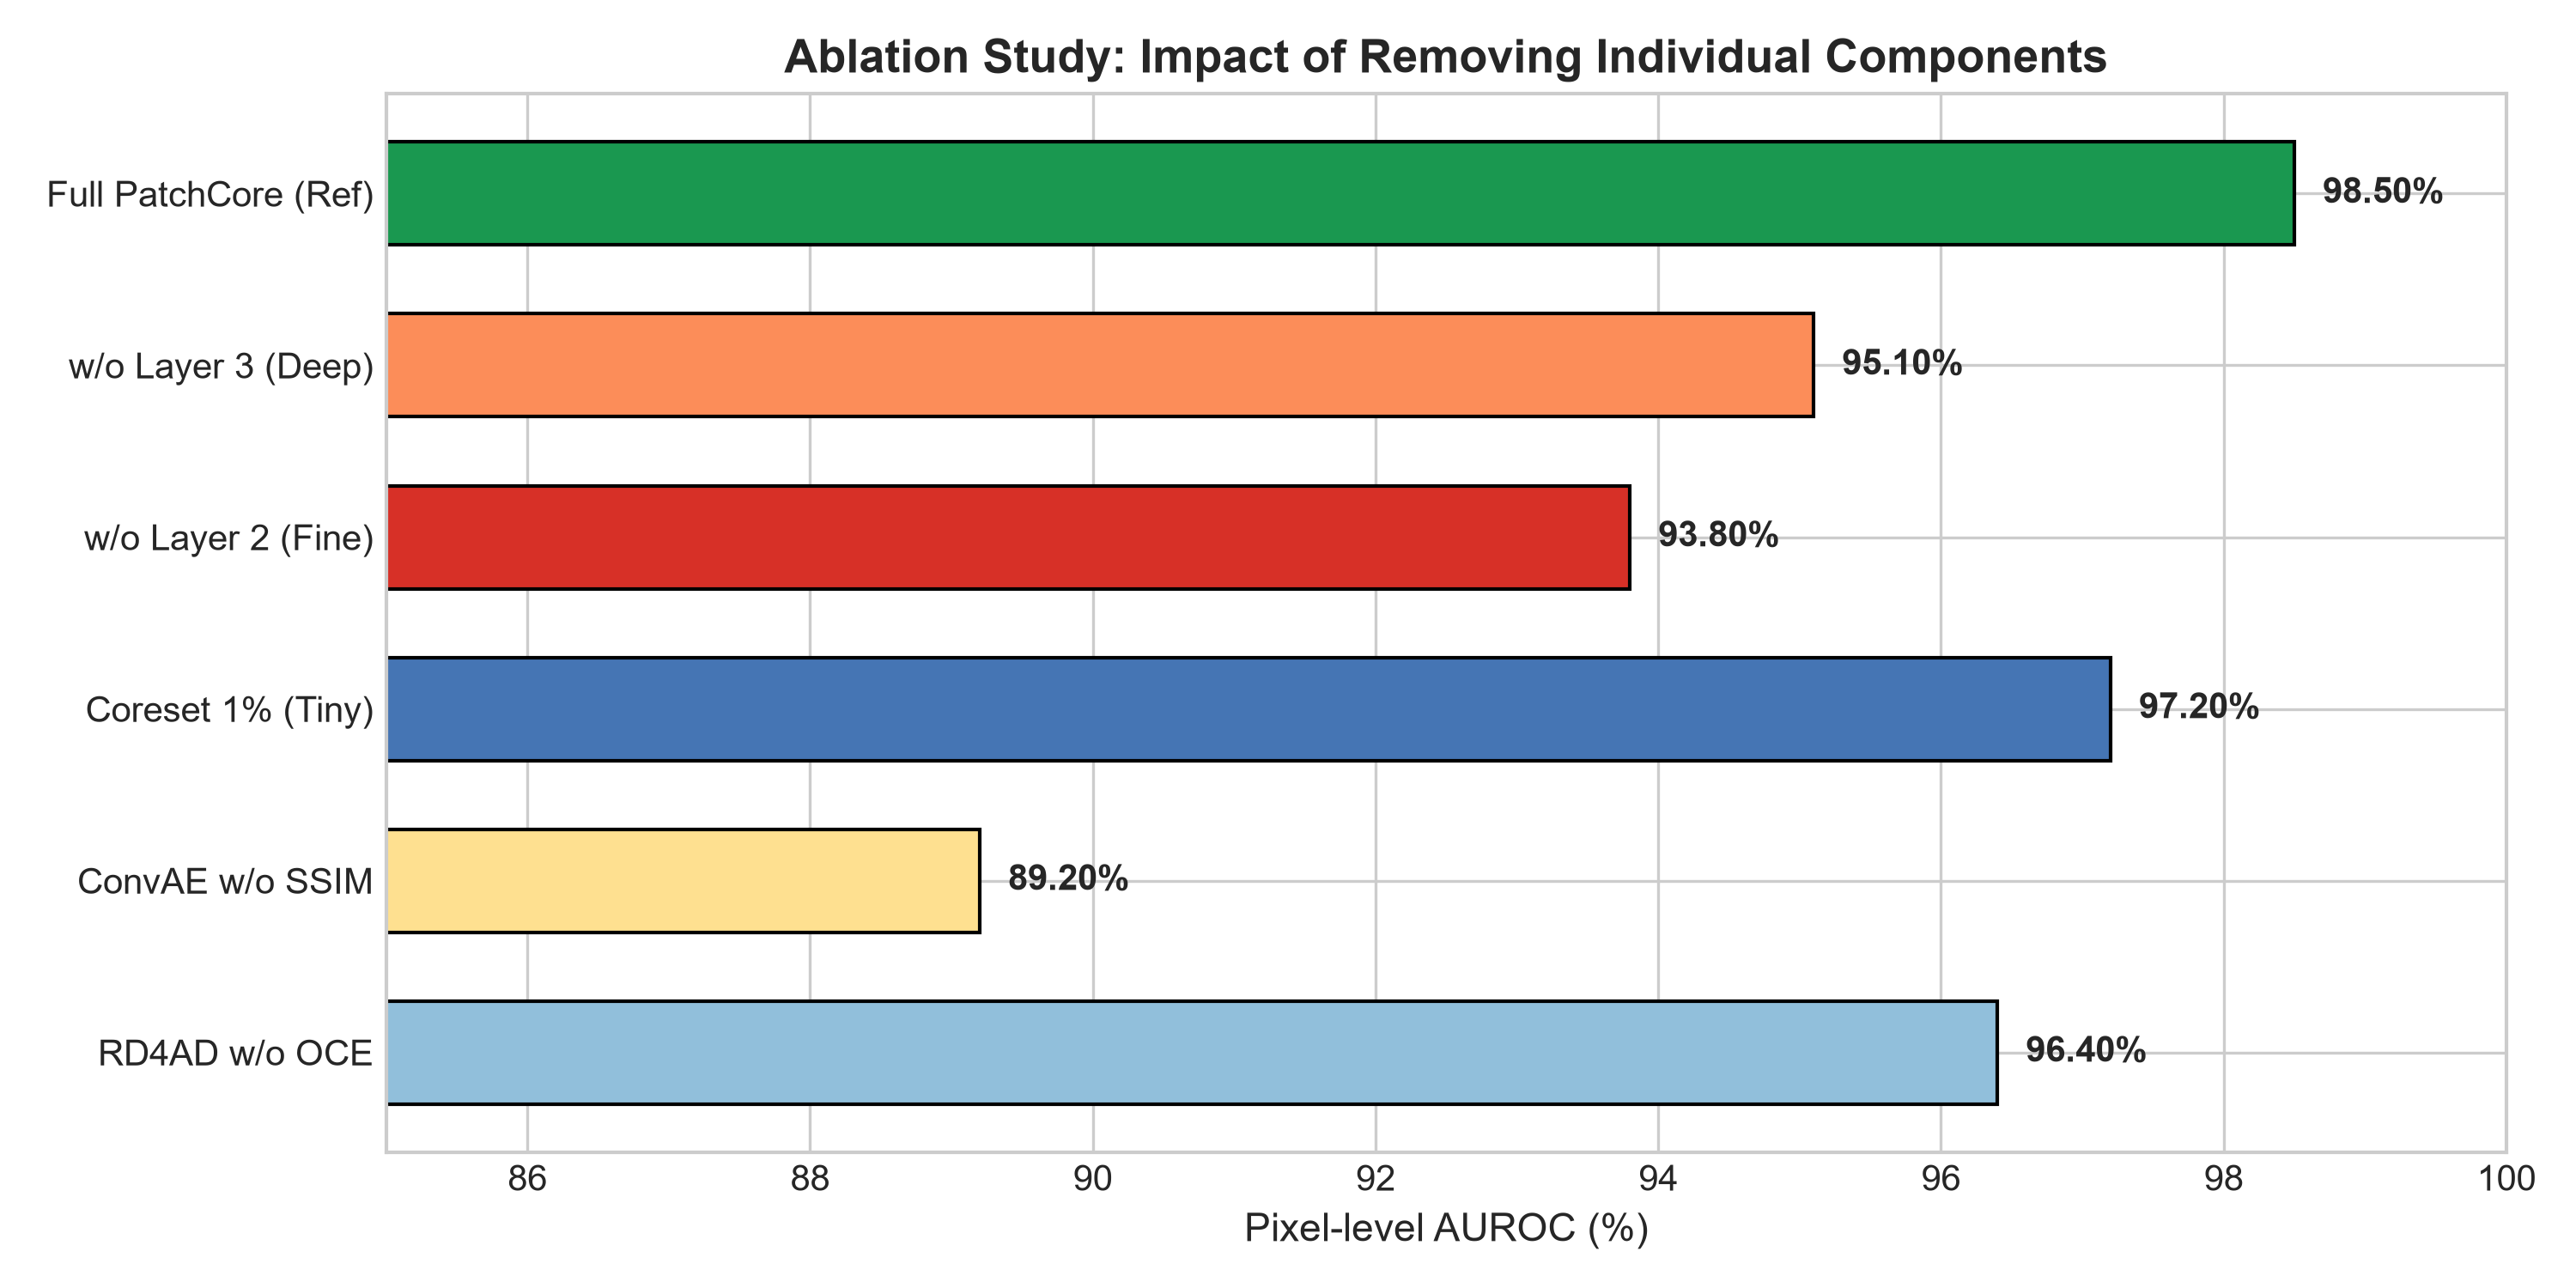 Ablation Study: Impact of Removing Individual Components
Full PatchCore (Ref)
98.50%
w/o Layer 3 (Deep)
95.10%
w/o Layer 2 (Fine)
93.80%
Coreset 1% (Tiny)
97.20%
ConvAE w/o SSIM
89.20%
RD4AD w/o OCE
96.40%
86 88 90 92 94 96 98 100
Pixel-level AUROC (%)